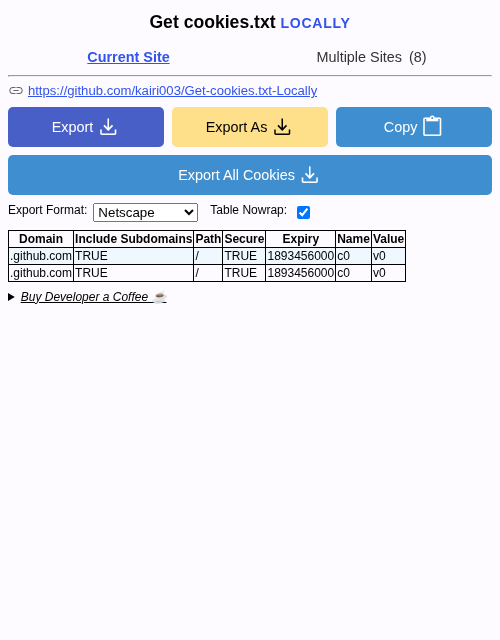 Get cookies.txt LOCALLY
Current Site
Multiple Sites (8)
https://github.com/kairi003/Get-cookies.txt-Locally
Export
Export As
Copy
Export All Cookies
Export Format: Netscape Table Nowrap:
Domain Include Subdomains Path Secure Expiry Name Value
.github.com TRUE / TRUE 1893456000 c0 v0
.github.com TRUE / TRUE 1893456000 c0 v0
Buy Developer a Coffee ☕